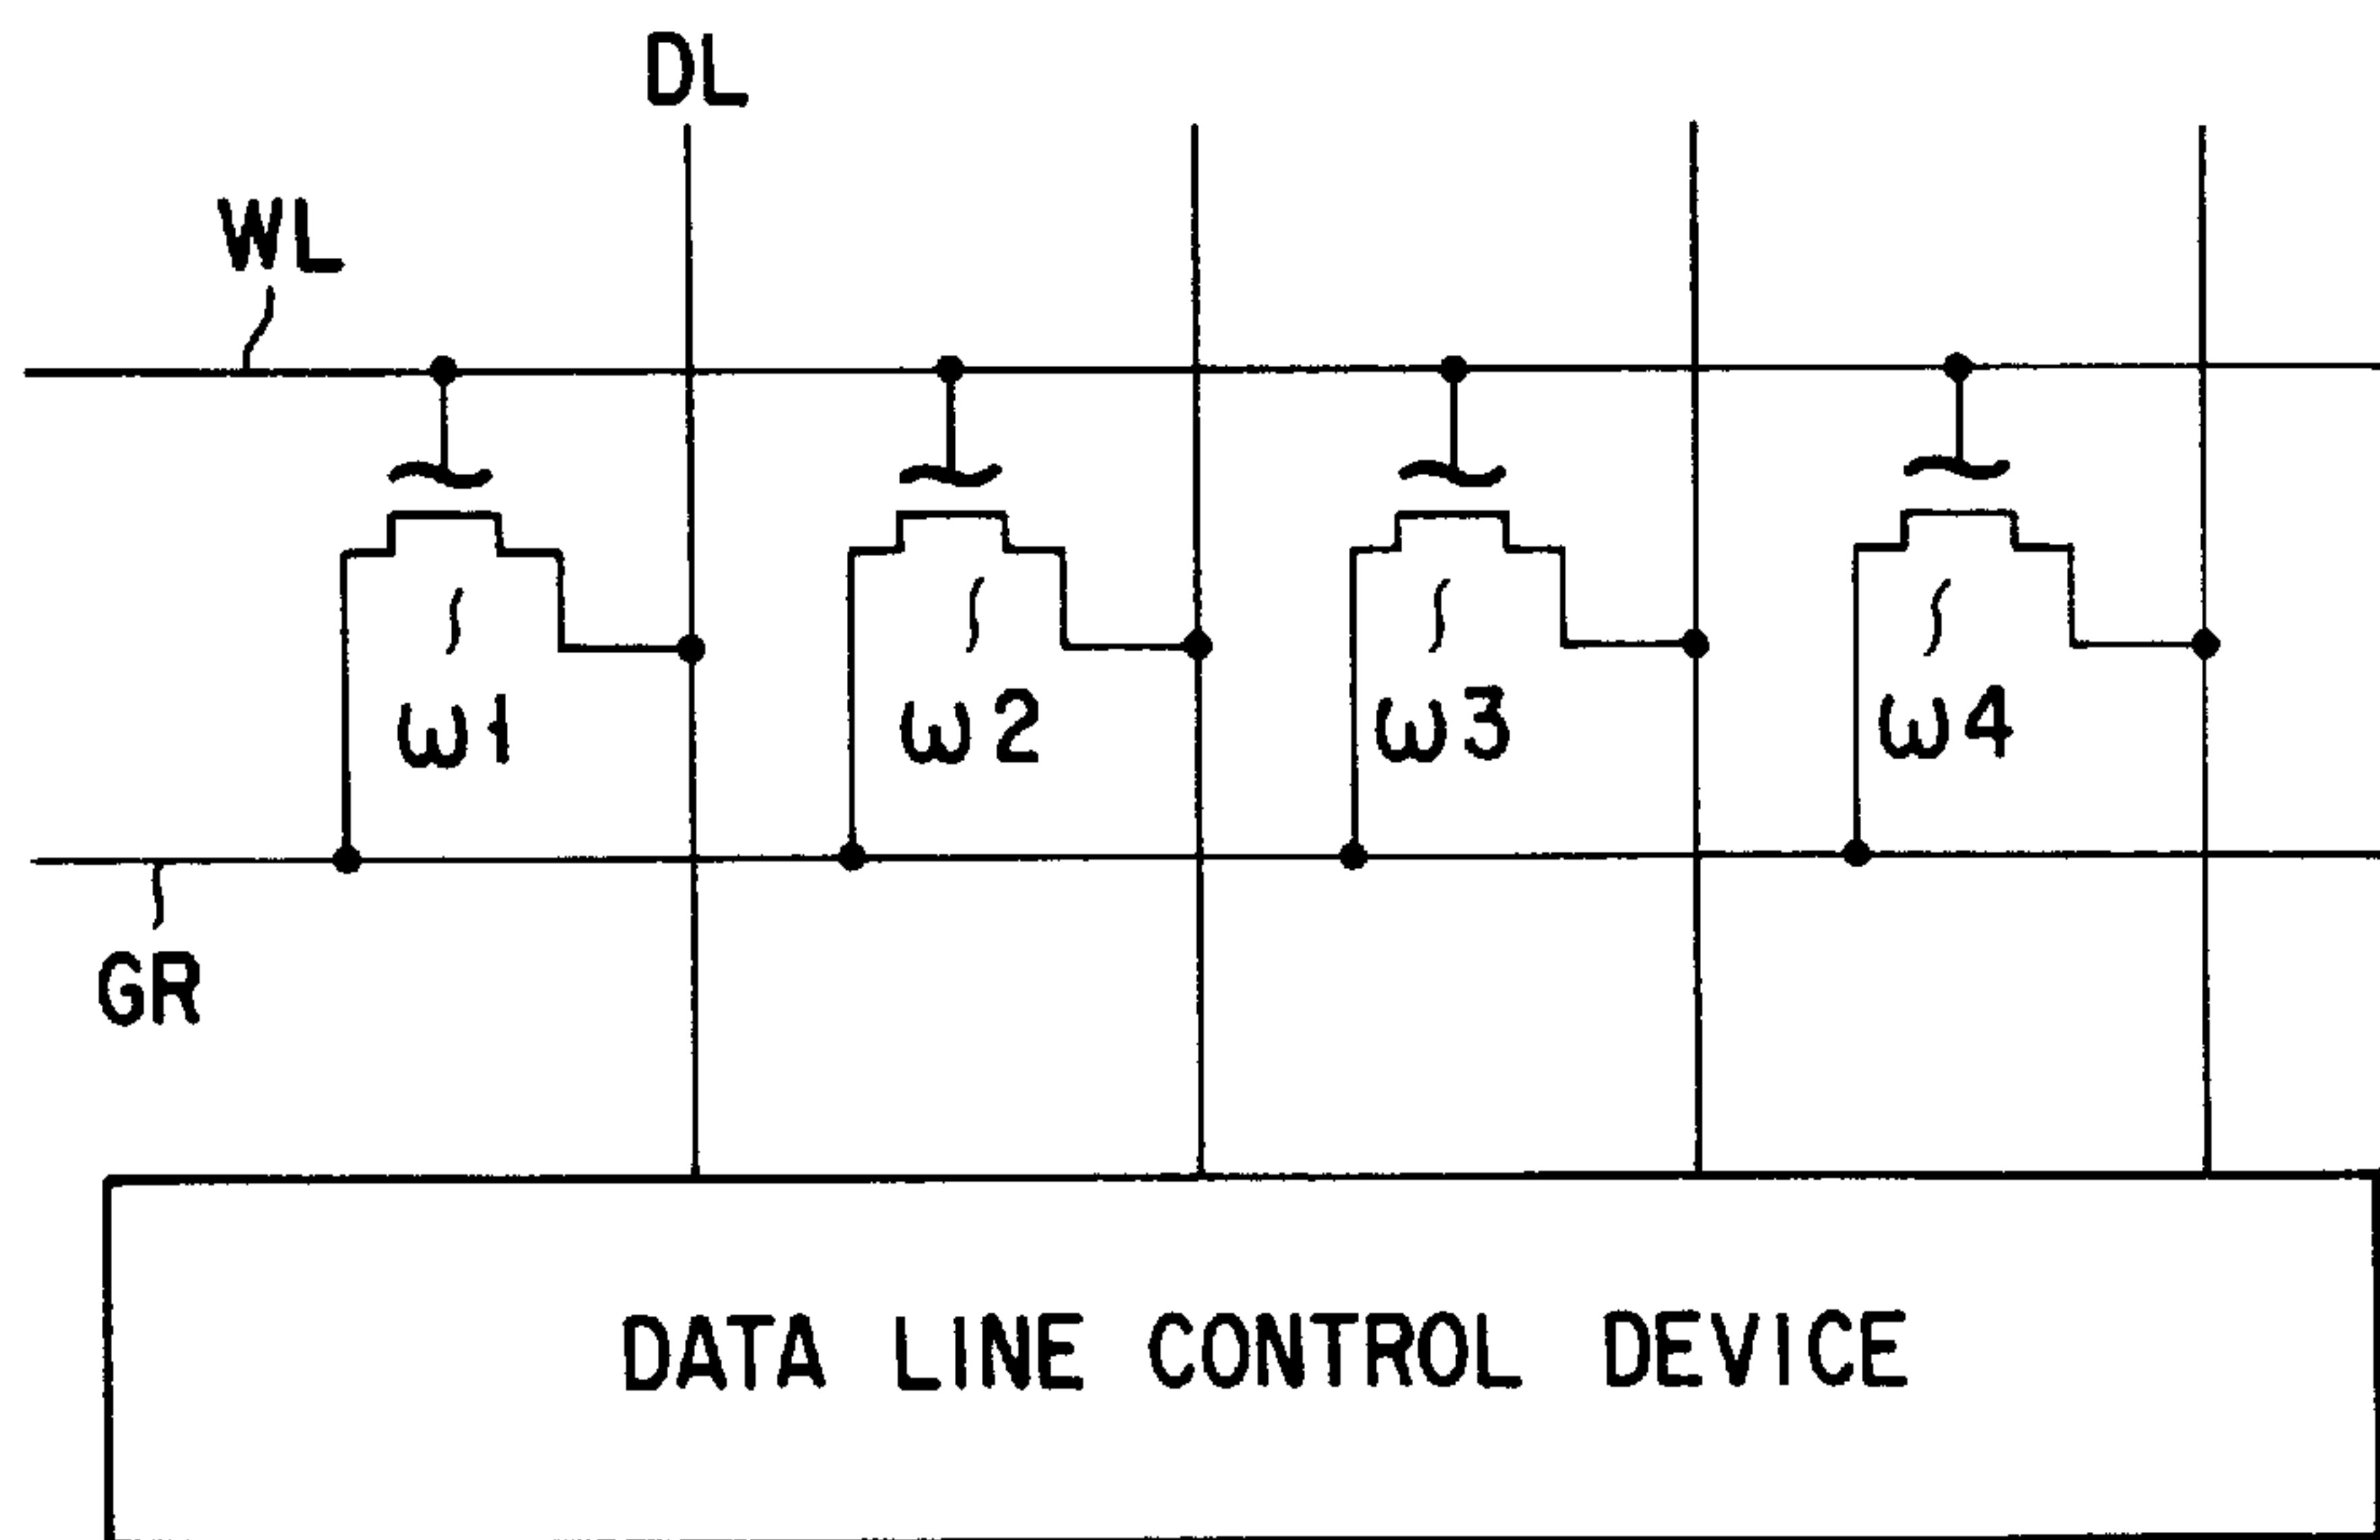 DL
WL
ω1 ω2 ω3 ω4
GR
DATA LINE CONTROL DEVICE